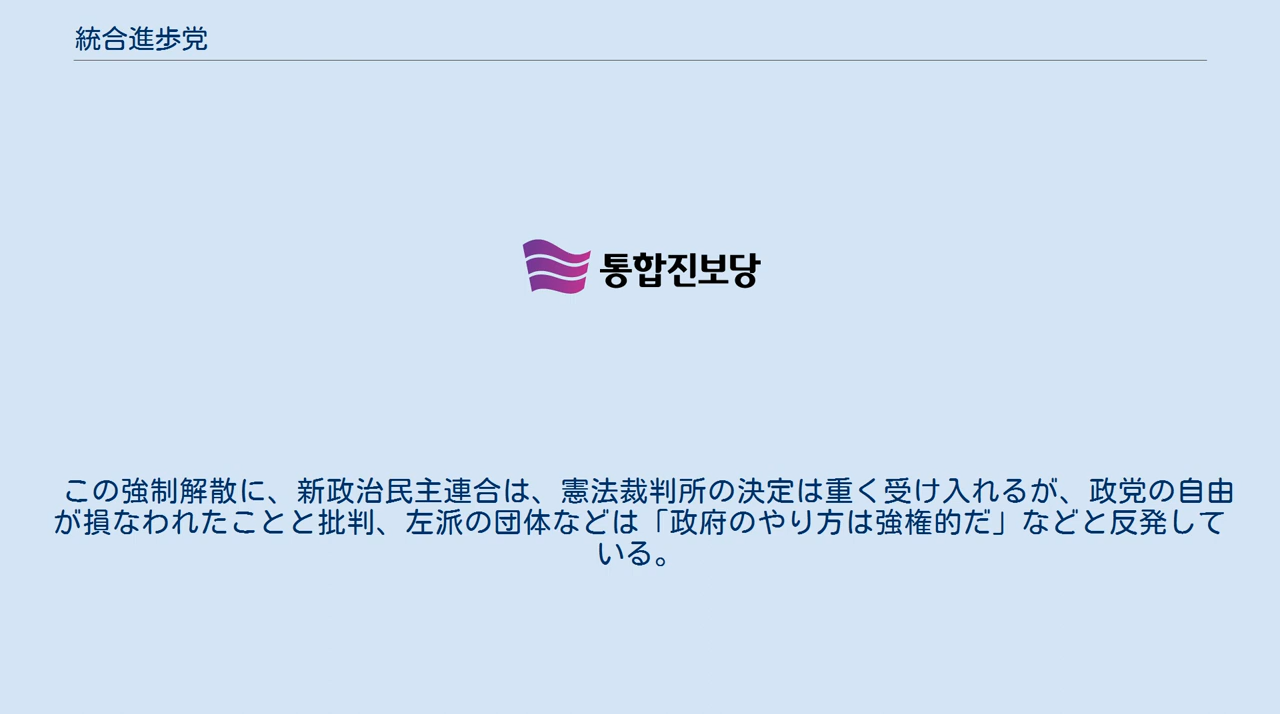 統合進歩党
통합진보당
この強制解散に、新政治民主連合は、憲法裁判所の決定は重く受け入れるが、政党の自由
が損なわれたことと批判、左派の団体などは「政府のやり方は強権的だ」などと反発して
いる。